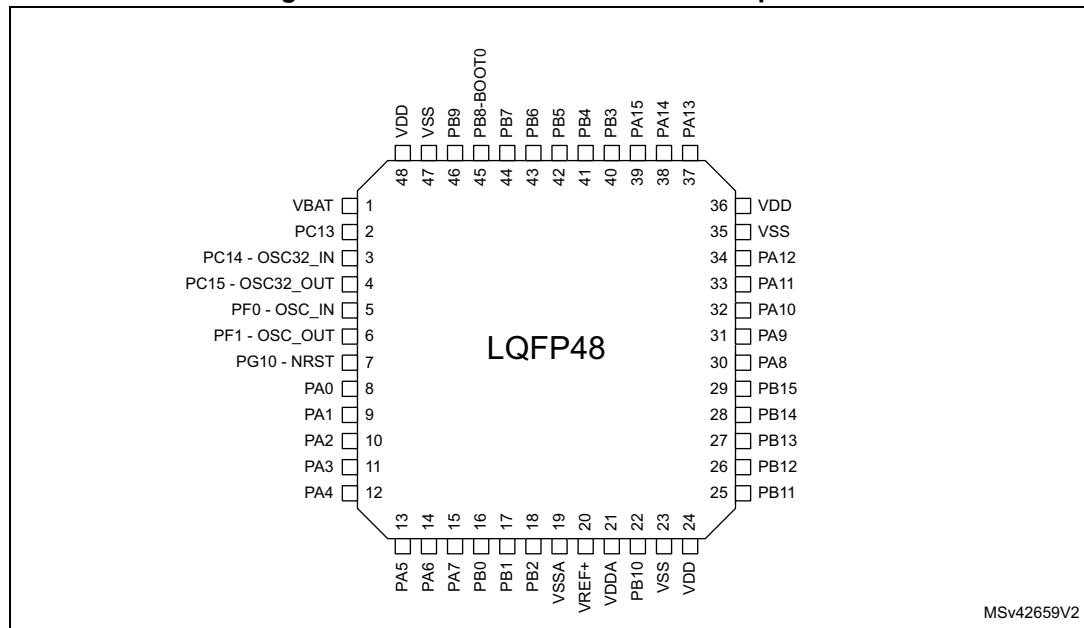 VDD
VSS
PB9
PB8-BOOT0
PB7
PB6
PB5
PB4
PB3
PA15
PA14
PA13
48
47
46
45
44
43
42
41
40
39
38
37
VBAT 1
PC13 2
PC14 - OSC32_IN 3
PC15 - OSC32_OUT 4
PF0 - OSC_IN 5
PF1 - OSC_OUT 6
PG10 - NRST 7
PA0 8
PA1 9
PA2 10
PA3 11
PA4 12
LQFP48
36 VDD
35 VSS
34 PA12
33 PA11
32 PA10
31 PA9
30 PA8
29 PB15
28 PB14
27 PB13
26 PB12
25 PB11
13
14
15
16
17
18
19
20
21
22
23
24
PA5
PA6
PA7
PB0
PB1
PB2
VSSA
VREF+
VDDA
PB10
VSS
VDD
MSv42659V2